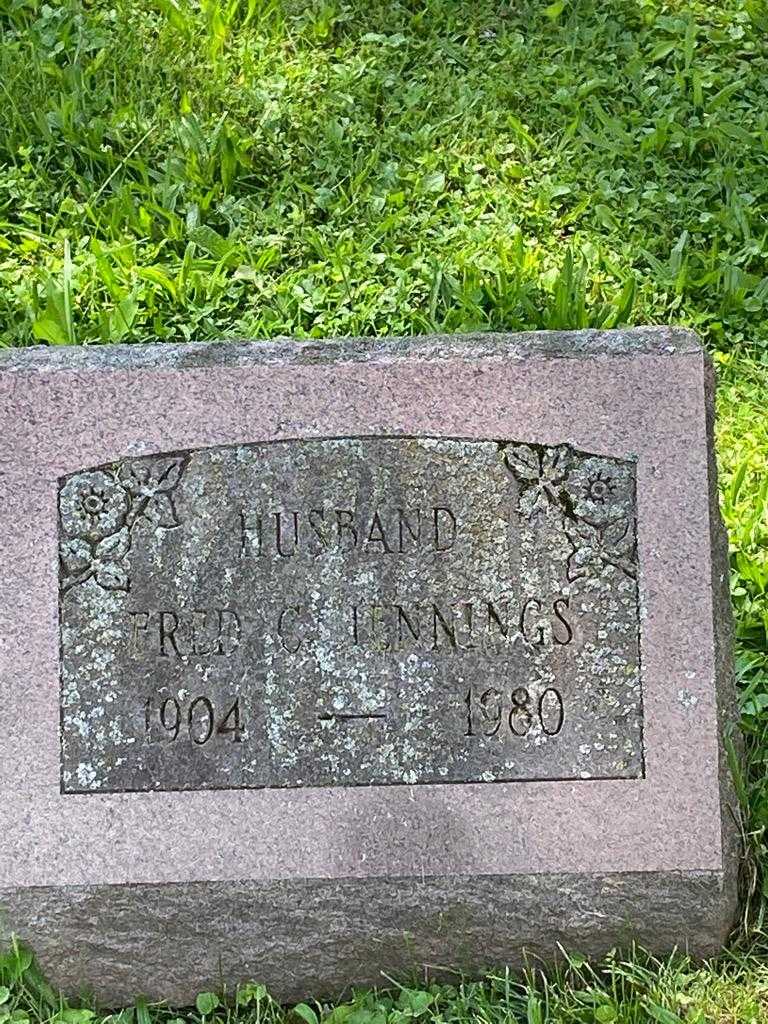 HUSBAND
FRED C. JENNINGS
1904 — 1980